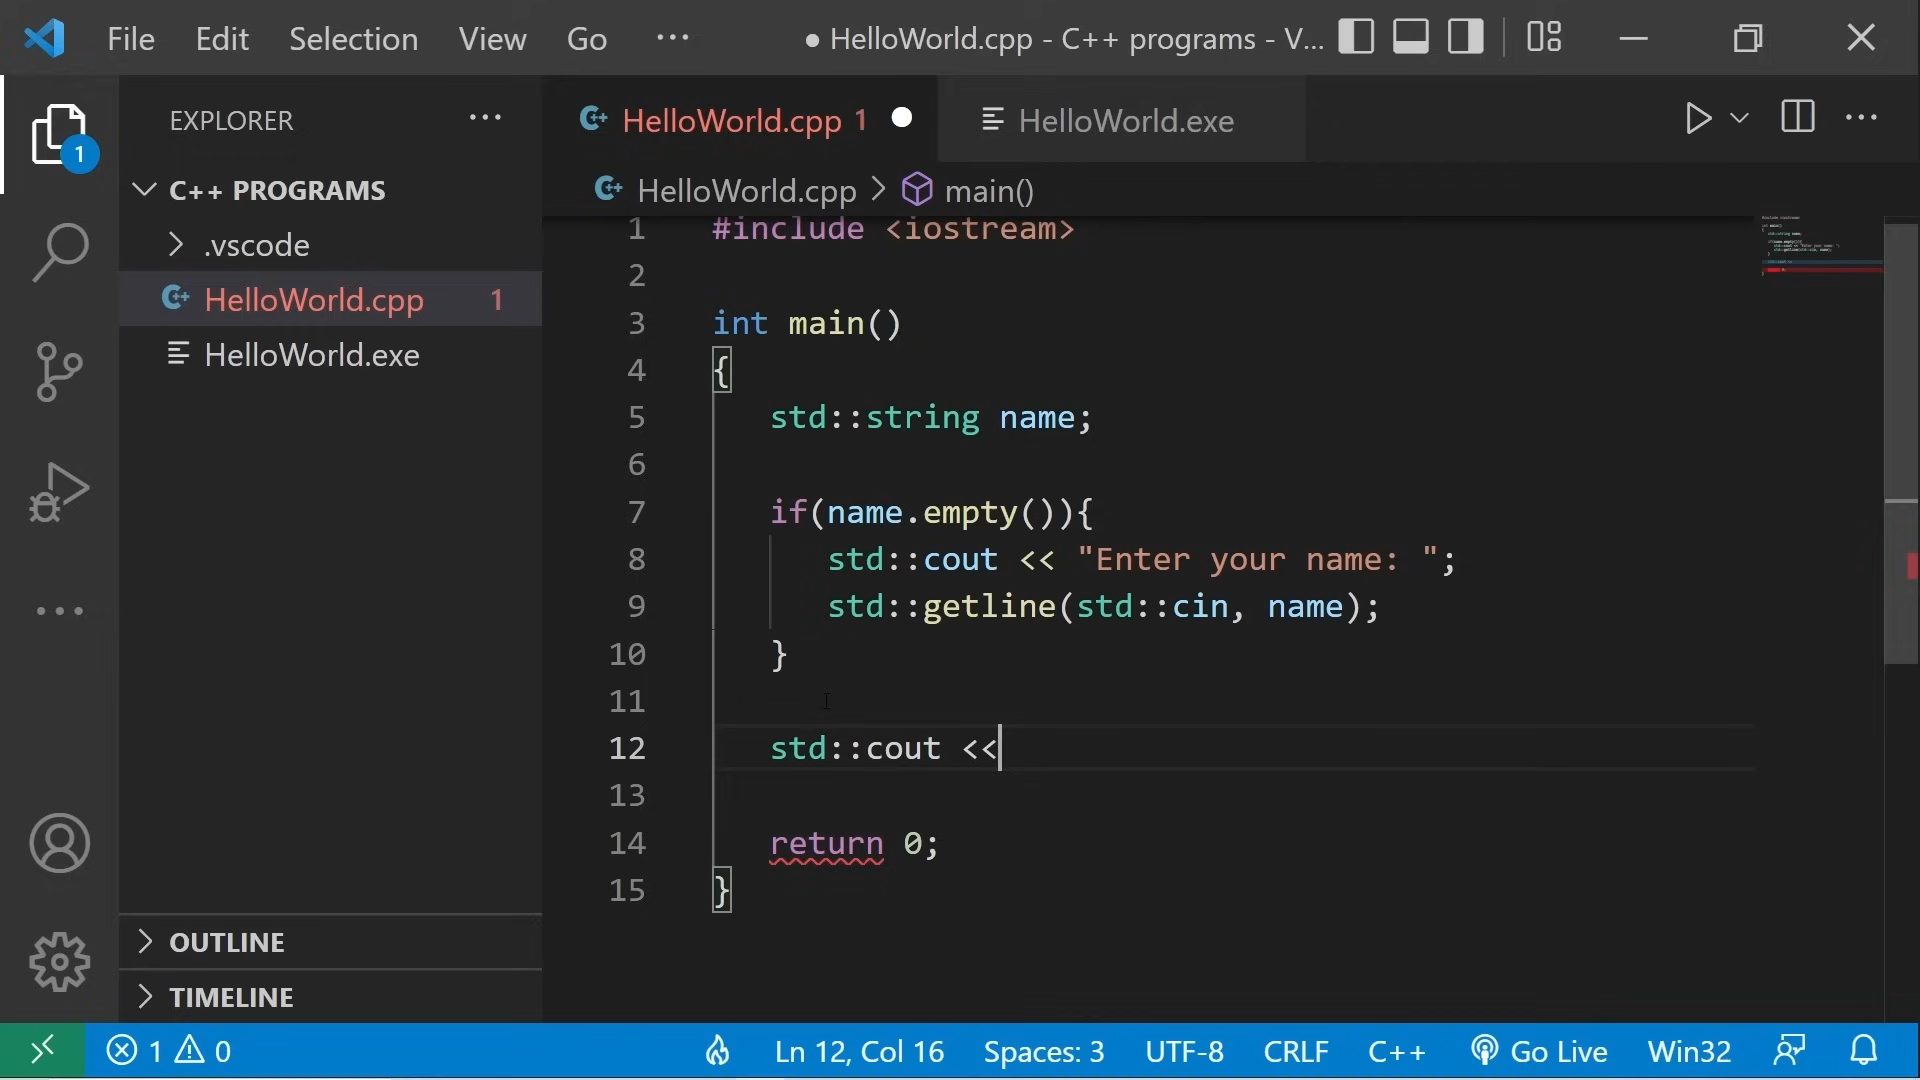 File Edit Selection View Go ··· ● HelloWorld.cpp - C++ programs - V...
EXPLORER ···
1
C++ PROGRAMS
.vscode
HelloWorld.cpp 1
HelloWorld.exe
OUTLINE
TIMELINE
HelloWorld.cpp 1 ● HelloWorld.exe
HelloWorld.cpp > main()
1 #include <iostream>
2
3 int main()
4 {
5 std::string name;
6
7 if(name.empty()){
8 std::cout << "Enter your name: ";
9 std::getline(std::cin, name);
10 }
11
12 std::cout <<
13
14 return 0;
15 }
1 0 Ln 12, Col 16 Spaces: 3 UTF-8 CRLF C++ Go Live Win32